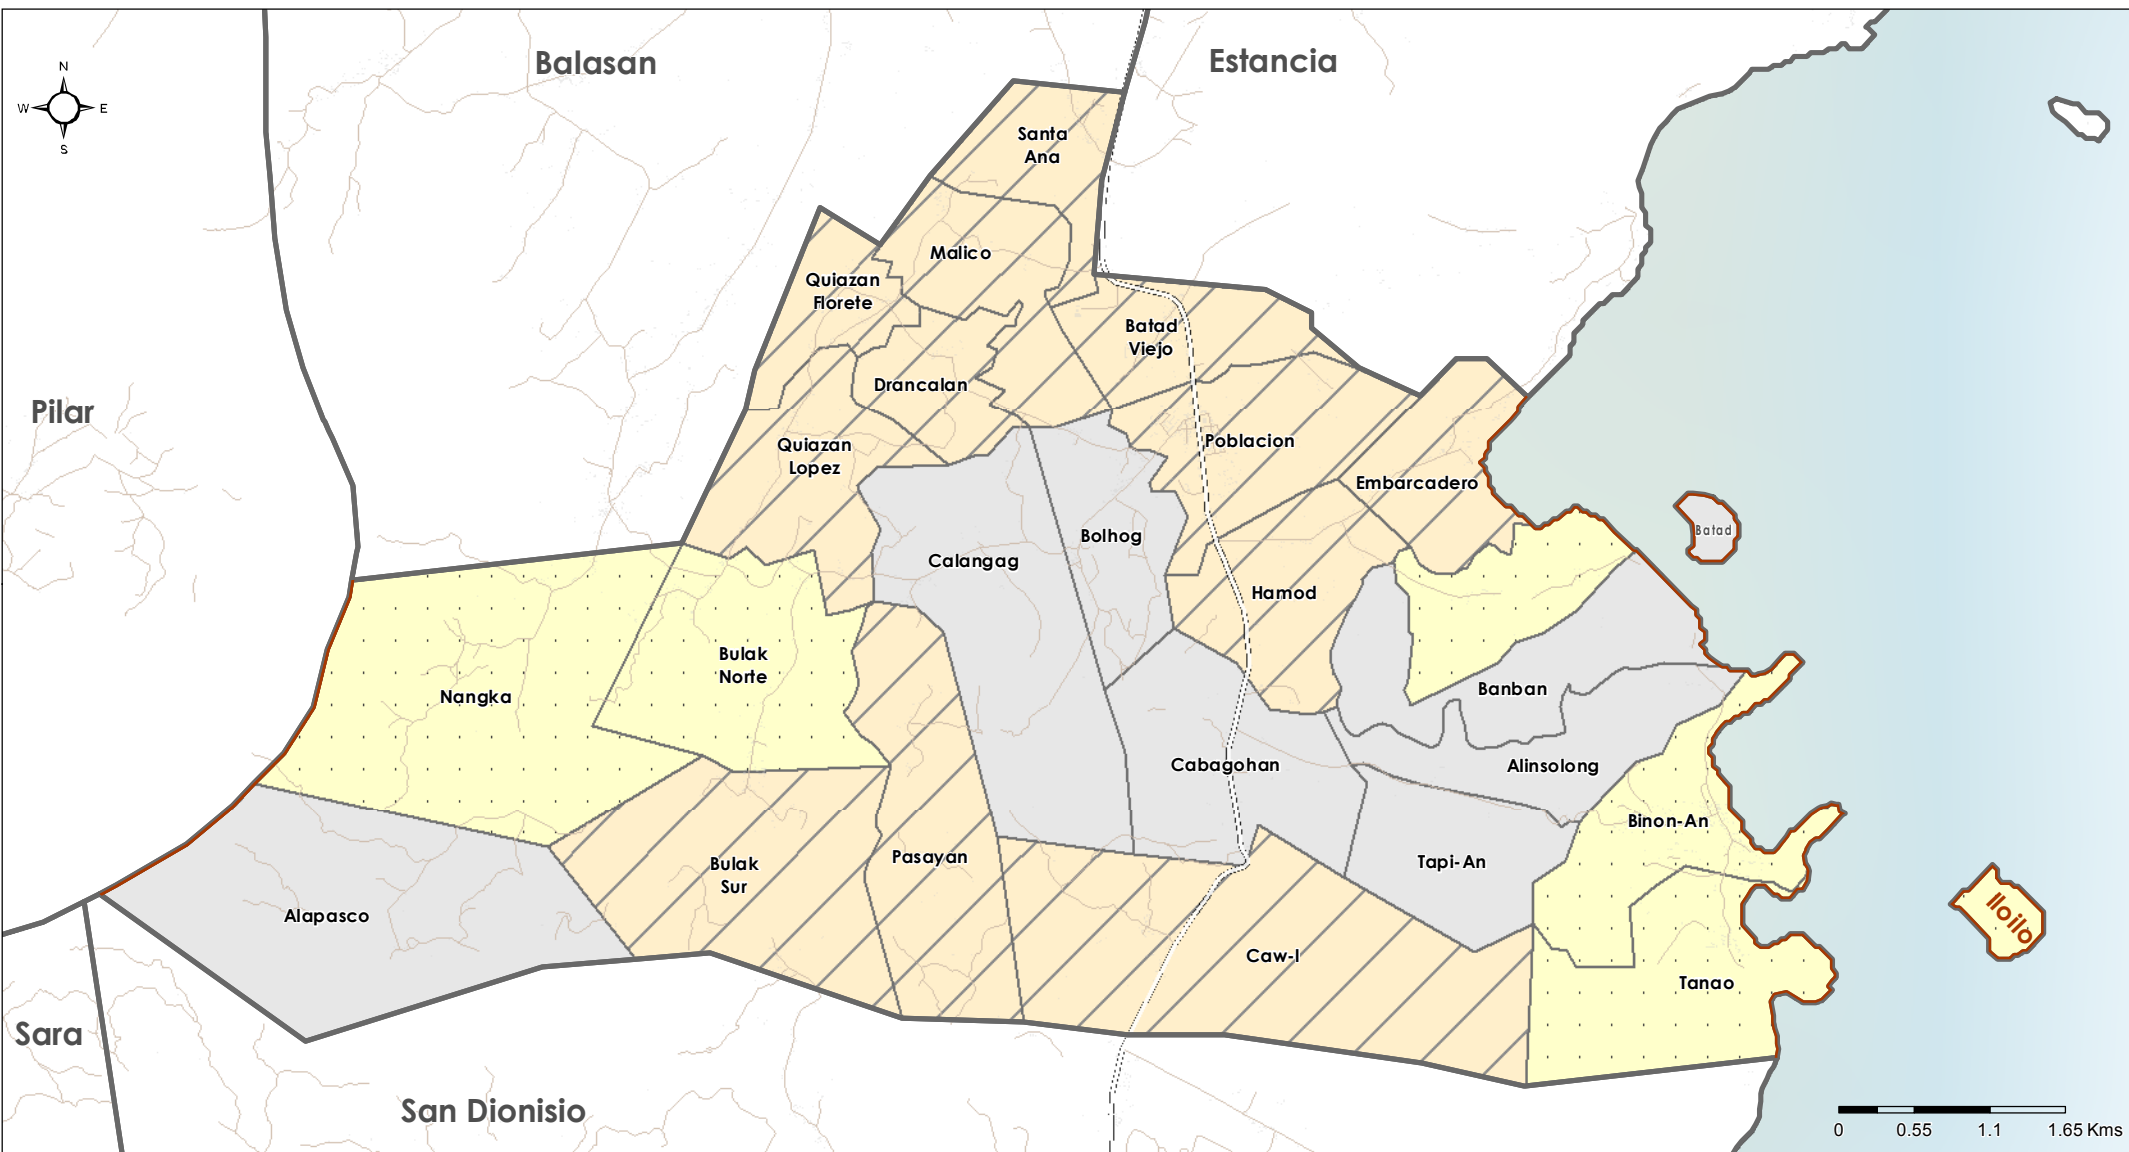 Balasan
Estancia
N
W E
S
Santa
Ana
Malico
Quiazan
Florete
Batad
Viejo
Drancalan
Pilar
Quiazan
Lopez
Poblacion
Embarcadero
Batad
Bolhog
Calangag
Hamod
Bulak
Norte
Nangka
Banban
Cabagohan
Alinsolong
Binon-An
Bulak
Sur
Pasayan
Tapi-An
Alapasco
Iloilo
Caw-I
Tanao
Sara
San Dionisio
0 0.55 1.1 1.65 Kms